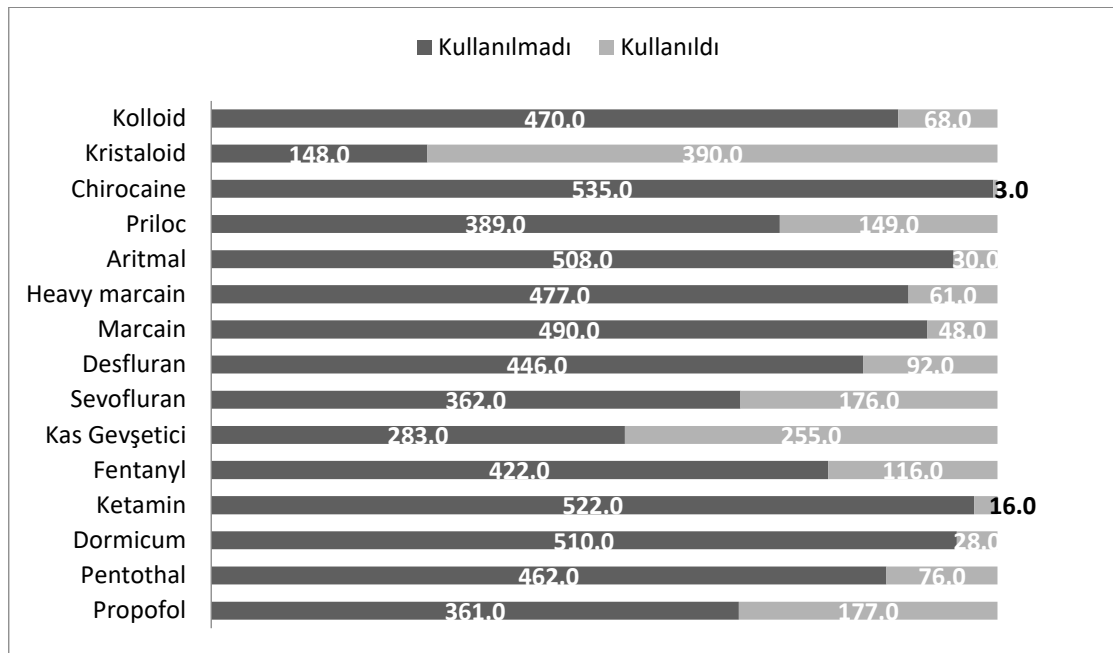 Kullanılmadı Kullanıldı
Kolloid 470.0 68.0
Kristaloid 148.0 390.0
Chirocaine 535.0 3.0
Priloc 389.0 149.0
Aritmal 508.0 30.0
Heavy marcain 477.0 61.0
Marcain 490.0 48.0
Desfluran 446.0 92.0
Sevofluran 362.0 176.0
Kas Gevşetici 283.0 255.0
Fentanyl 422.0 116.0
Ketamin 522.0 16.0
Dormicum 510.0 28.0
Pentothal 462.0 76.0
Propofol 361.0 177.0